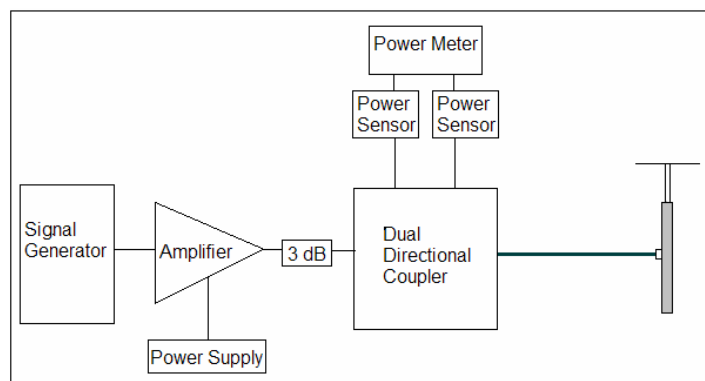 Power Meter
Power
Sensor
Power
Sensor
Signal
Generator
Amplifier
3 dB
Dual
Directional
Coupler
Power Supply